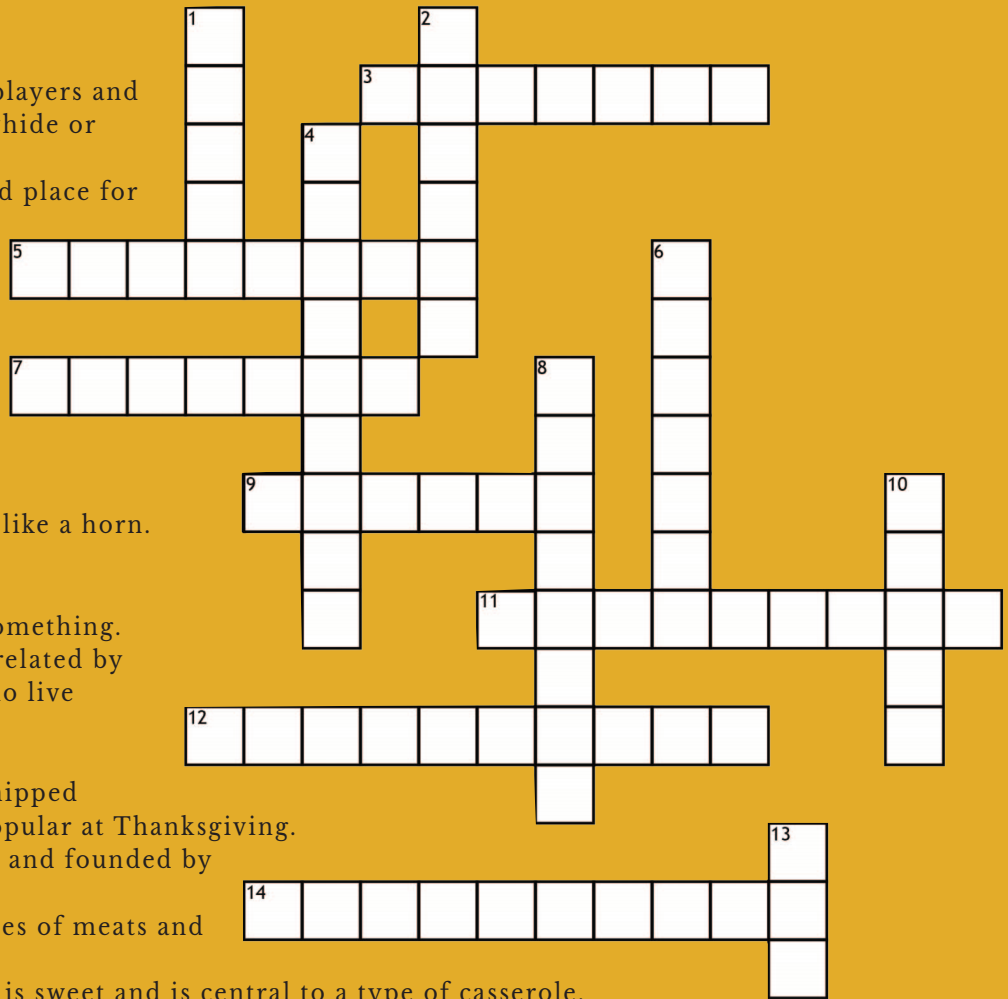 1 2
3
players and
hide or
4
d place for
5 6
7 8
9 10
like a horn.
11
omething.
related by
o live
12
hipped
opular at Thanksgiving.
13
and founded by
14
es of meats and
is sweet and is central to a type of casserole.